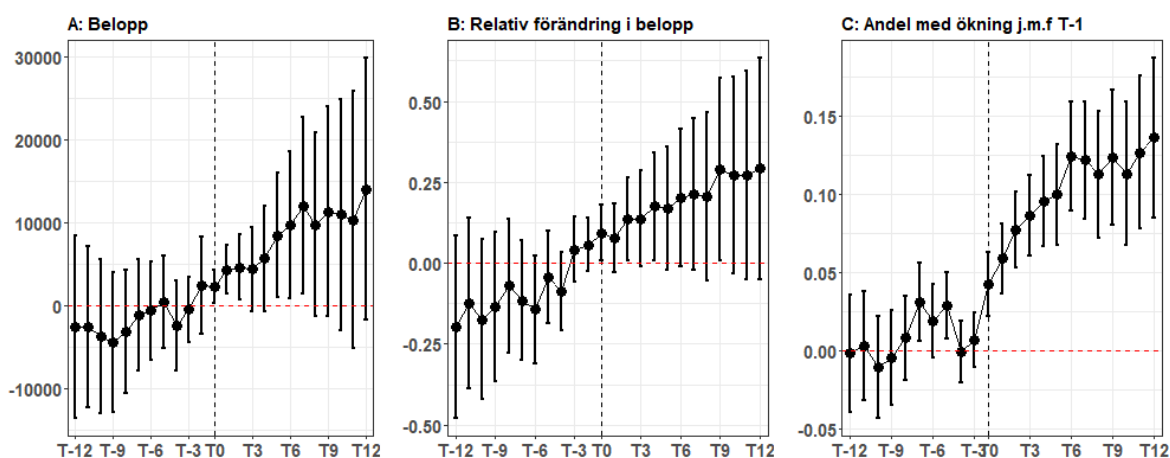 A: Belopp
30000
20000
10000
0
-10000
T-12 T-9 T-6 T-3 T0 T3 T6 T9 T12
B: Relativ förändring i belopp
0.50
0.25
0.00
-0.25
-0.50
T-12 T-9 T-6 T-3 T0 T3 T6 T9 T12
C: Andel med ökning j.m.f T-1
0.15
0.10
0.05
0.00
-0.05
T-12 T-9 T-6 T-3 T0 T3 T6 T9 T12